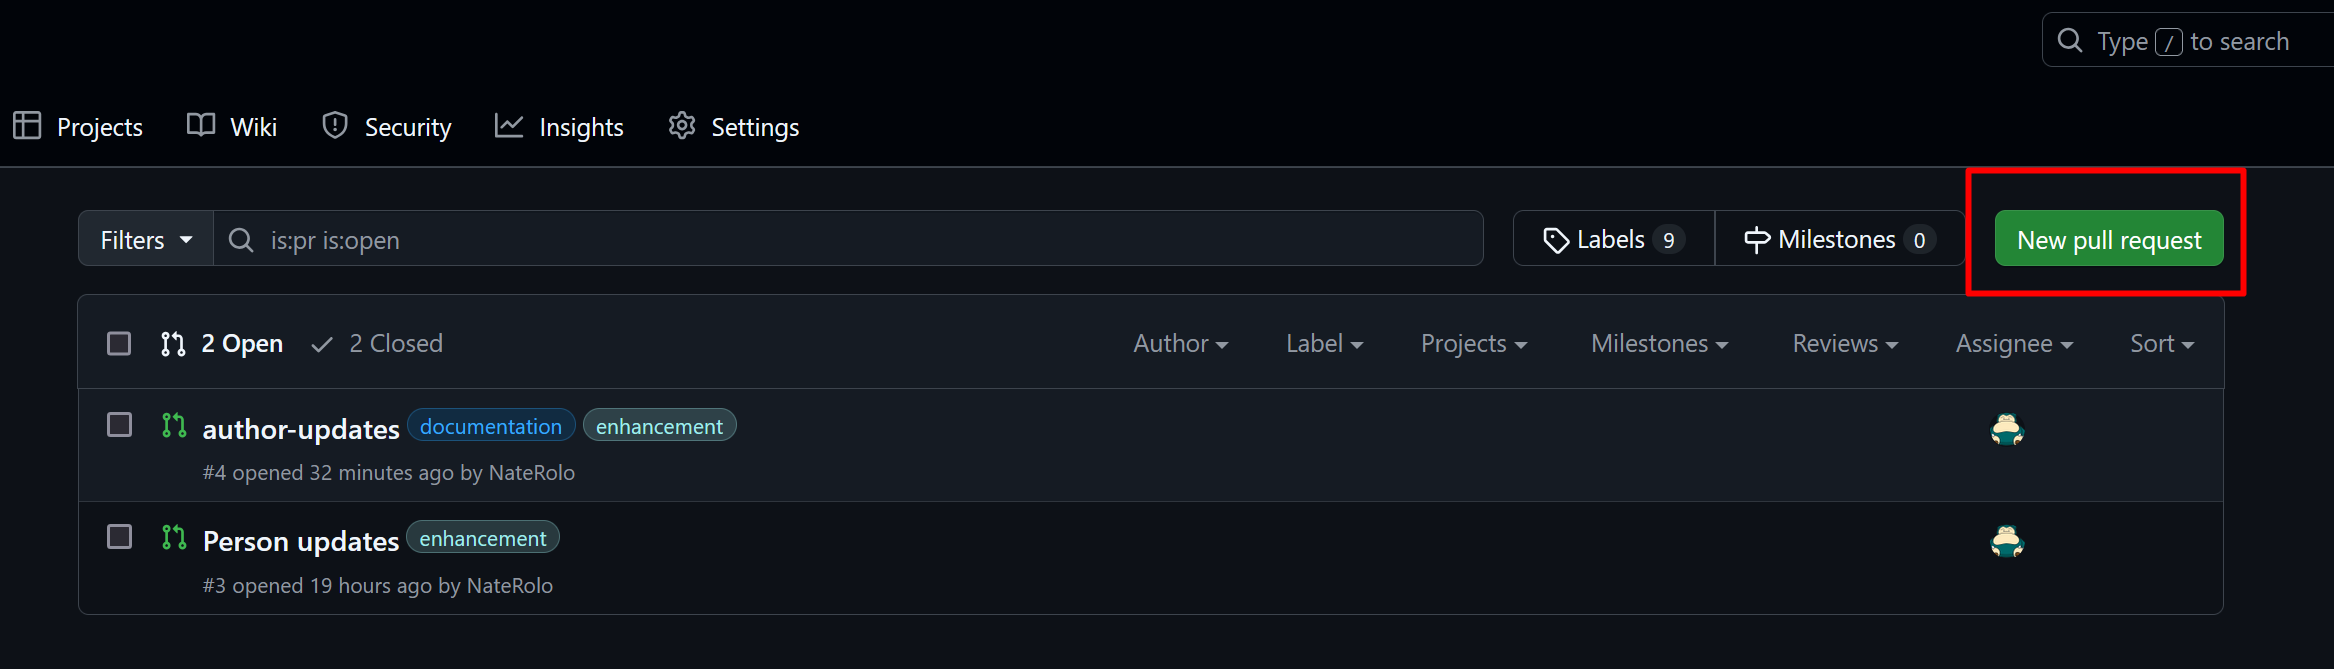 Type / to search
Projects Wiki Security Insights Settings
Filters is:pr is:open Labels 9 Milestones 0 New pull request
2 Open 2 Closed Author Label Projects Milestones Reviews Assignee Sort
author-updates documentation enhancement
#4 opened 32 minutes ago by NateRolo
Person updates enhancement
#3 opened 19 hours ago by NateRolo